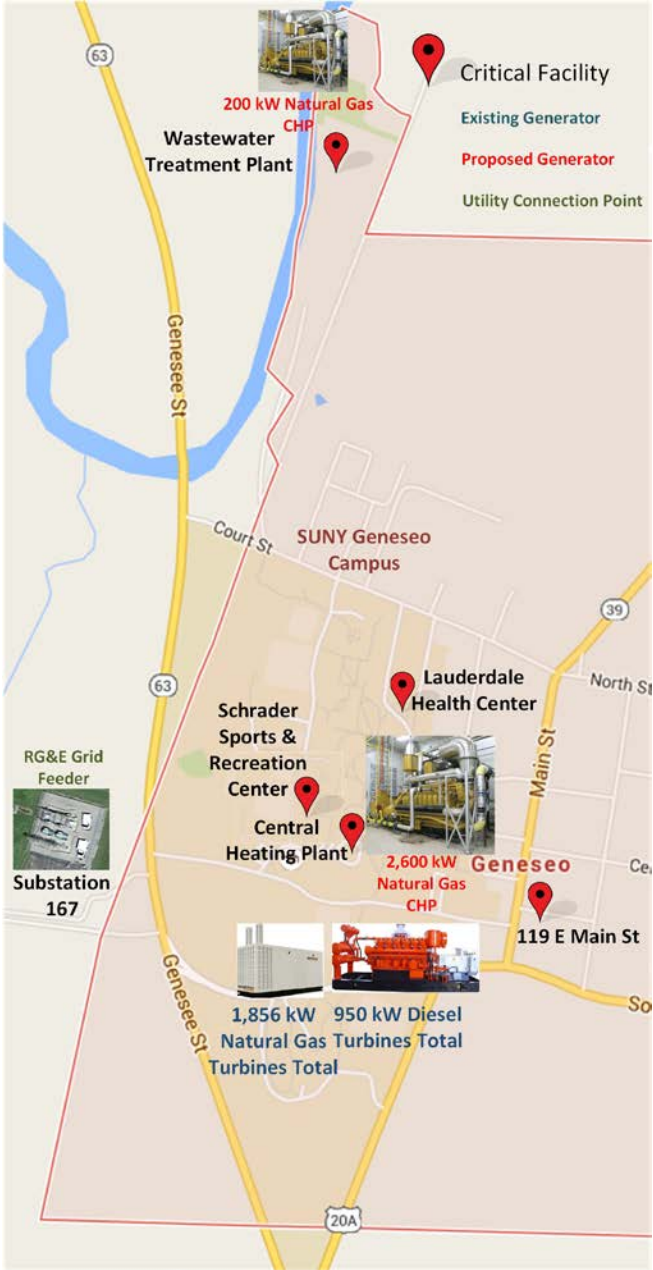 63
200 kW Natural Gas
CHP
Wastewater
Treatment Plant
Critical Facility
Existing Generator
Proposed Generator
Utility Connection Point
Genesee St
Court St
SUNY Geneseo
Campus
39
North St
63
Lauderdale
Health Center
Schrader
Sports &
Recreation
Center
Main St
RG&E Grid
Feeder
Substation
167
Central
Heating Plant
2,600 kW
Natural Gas
CHP
Geneseo
Cen
119 E Main St
Genesee St
1,856 kW
Natural Gas
Turbines Total
950 kW Diesel
Turbines Total
So
20A